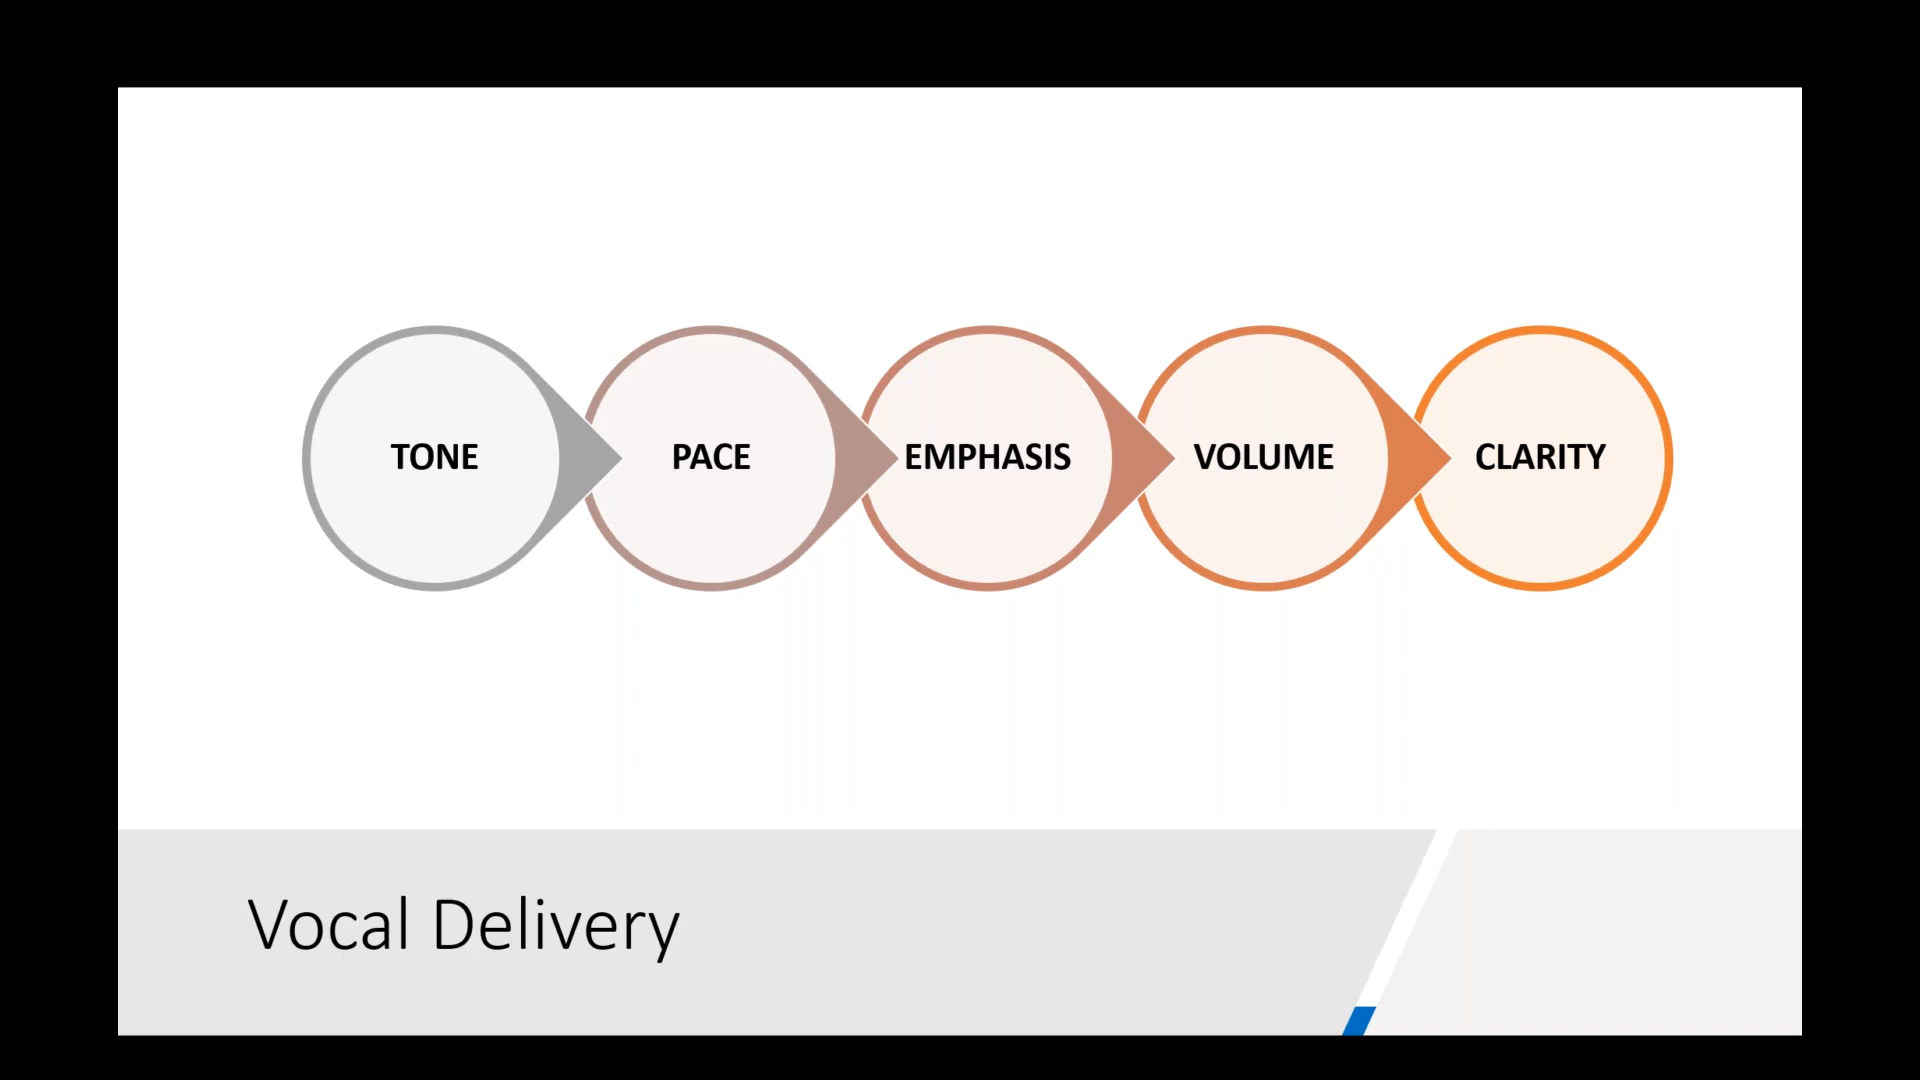 TONE
PACE
EMPHASIS
VOLUME
CLARITY
Vocal Delivery